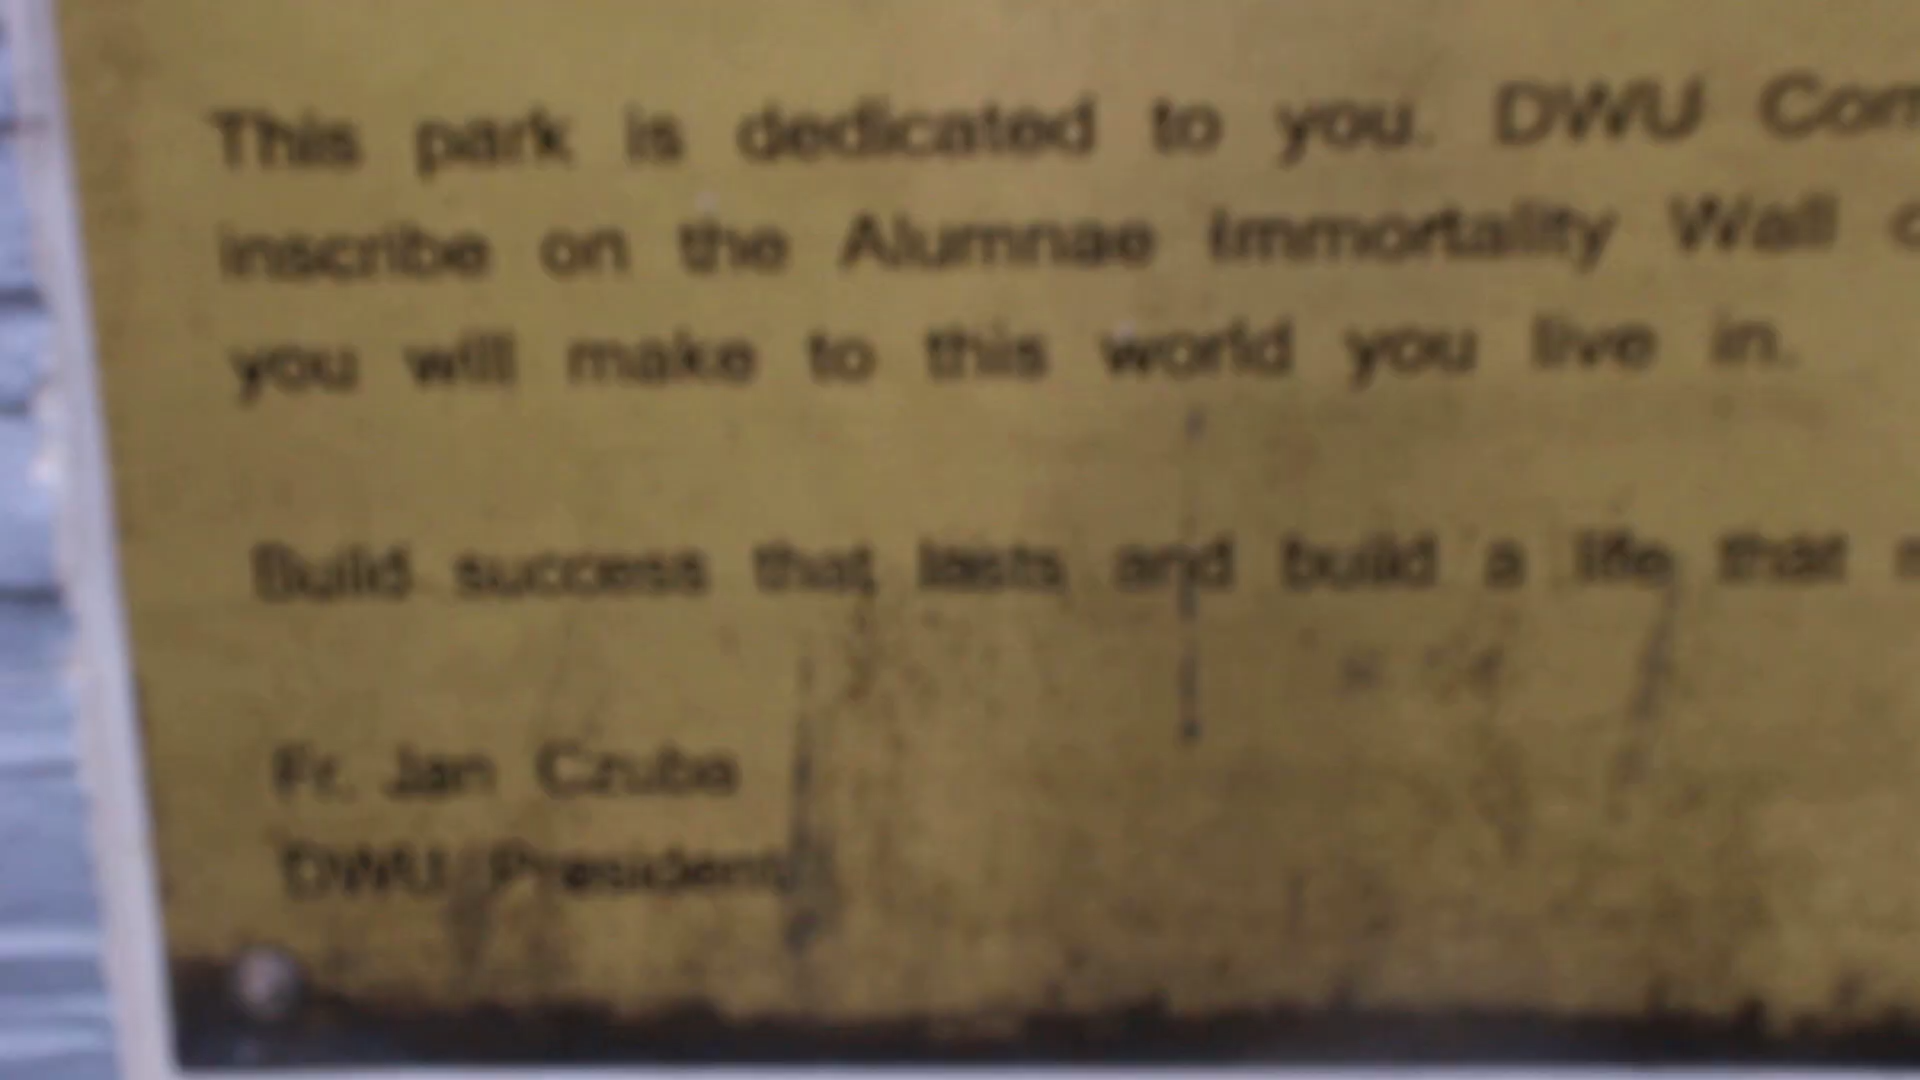 This park is dedicated to you. DWU Com
inscribe on the Alumnae Immortality Wall
you will make to this world you live in.
Build success that lasts and build a life that
Fr. Jan Czuba
DWU President